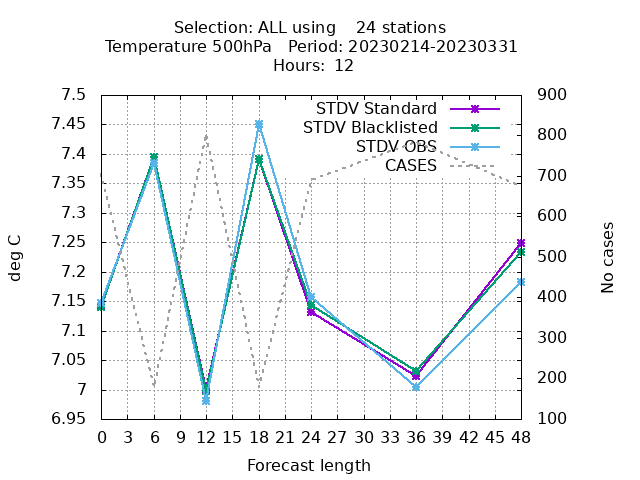 Selection: ALL using    24 stations
Temperature 500hPa   Period: 20230214-20230331
Hours: 12
STDV Standard
STDV Blacklisted
STDV OBS
CASES
7.5
7.45
7.4
7.35
7.3
7.25
7.2
7.15
7.1
7.05
7
6.95
deg C
900
800
700
600
500
400
300
200
100
No cases
0 3 6 9 12 15 18 21 24 27 30 33 36 39 42 45 48
Forecast length